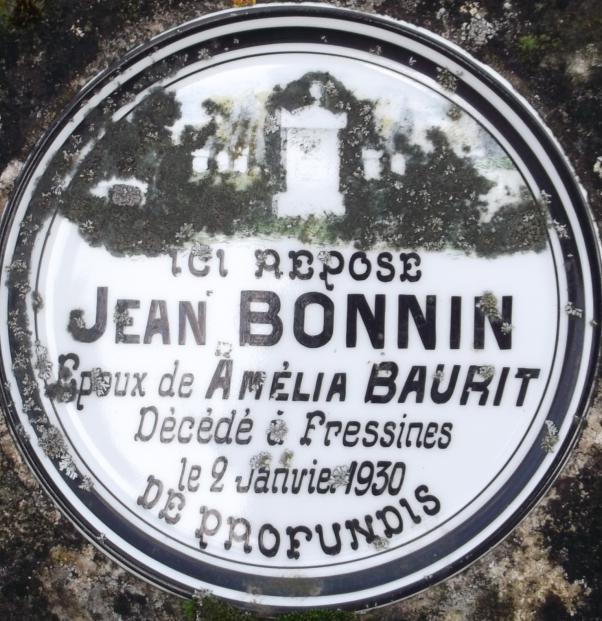 ICI REPOSE
JEAN BONNIN
Epoux de AMÉLIA BAURIT
Décédé à Fressines
le 2 Janvier 1930
DE PROFUNDIS